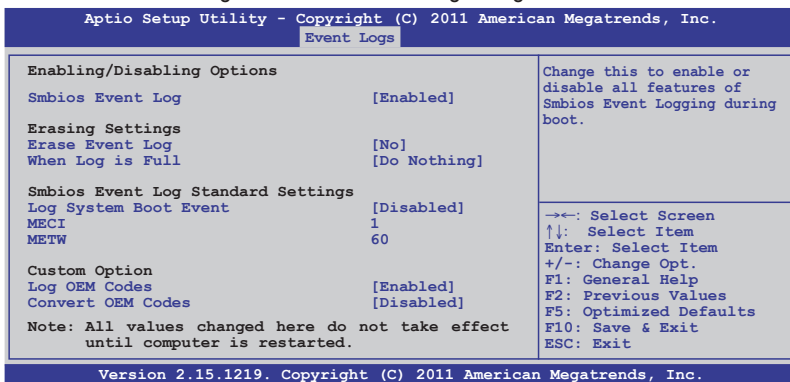 Aptio Setup Utility - Copyright (C) 2011 American Megatrends, Inc.
Event Logs
Enabling/Disabling Options
Smbios Event Log [Enabled]
Erasing Settings
Erase Event Log [No]
When Log is Full [Do Nothing]
Smbios Event Log Standard Settings
Log System Boot Event [Disabled]
MECI 1
METW 60
Custom Option
Log OEM Codes [Enabled]
Convert OEM Codes [Disabled]
Note: All values changed here do not take effect
until computer is restarted.
Change this to enable or
disable all features of
Smbios Event Logging during
boot.
→←: Select Screen
↑↓: Select Item
Enter: Select Item
+/-: Change Opt.
F1: General Help
F2: Previous Values
F5: Optimized Defaults
F10: Save & Exit
ESC: Exit
Version 2.15.1219. Copyright (C) 2011 American Megatrends, Inc.